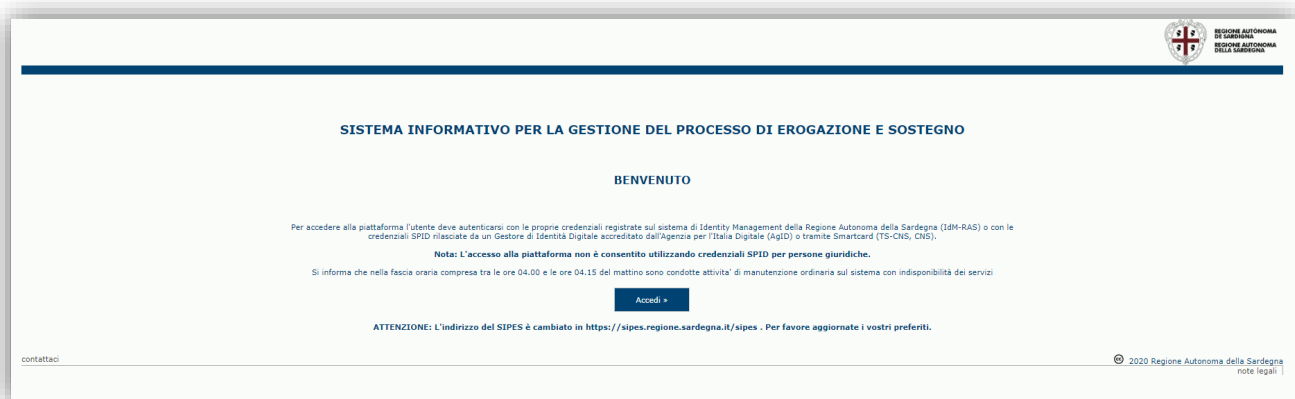 REGIONE AUTÒNOMA
DE SARDIGNA
REGIONE AUTONOMA
DELLA SARDEGNA
SISTEMA INFORMATIVO PER LA GESTIONE DEL PROCESSO DI EROGAZIONE E SOSTEGNO
BENVENUTO
Per accedere alla piattaforma l'utente deve autenticarsi con le proprie credenziali registrate sul sistema di Identity Management della Regione Autonoma della Sardegna (IdM-RAS) o con le
credenziali SPID rilasciate da un Gestore di Identità Digitale accreditato dall'Agenzia per l'Italia Digitale (AgID) o tramite Smartcard (TS-CNS, CNS).
Nota: L'accesso alla piattaforma non è consentito utilizzando credenziali SPID per persone giuridiche.
Si informa che nella fascia oraria compresa tra le ore 04.00 e le ore 04.15 del mattino sono condotte attivita' di manutenzione ordinaria sul sistema con indisponibilità dei servizi
Accedi »
ATTENZIONE: L'indirizzo del SIPES è cambiato in https://sipes.regione.sardegna.it/sipes . Per favore aggiornate i vostri preferiti.
contattaci
2020 Regione Autonoma della Sardegna
note legali